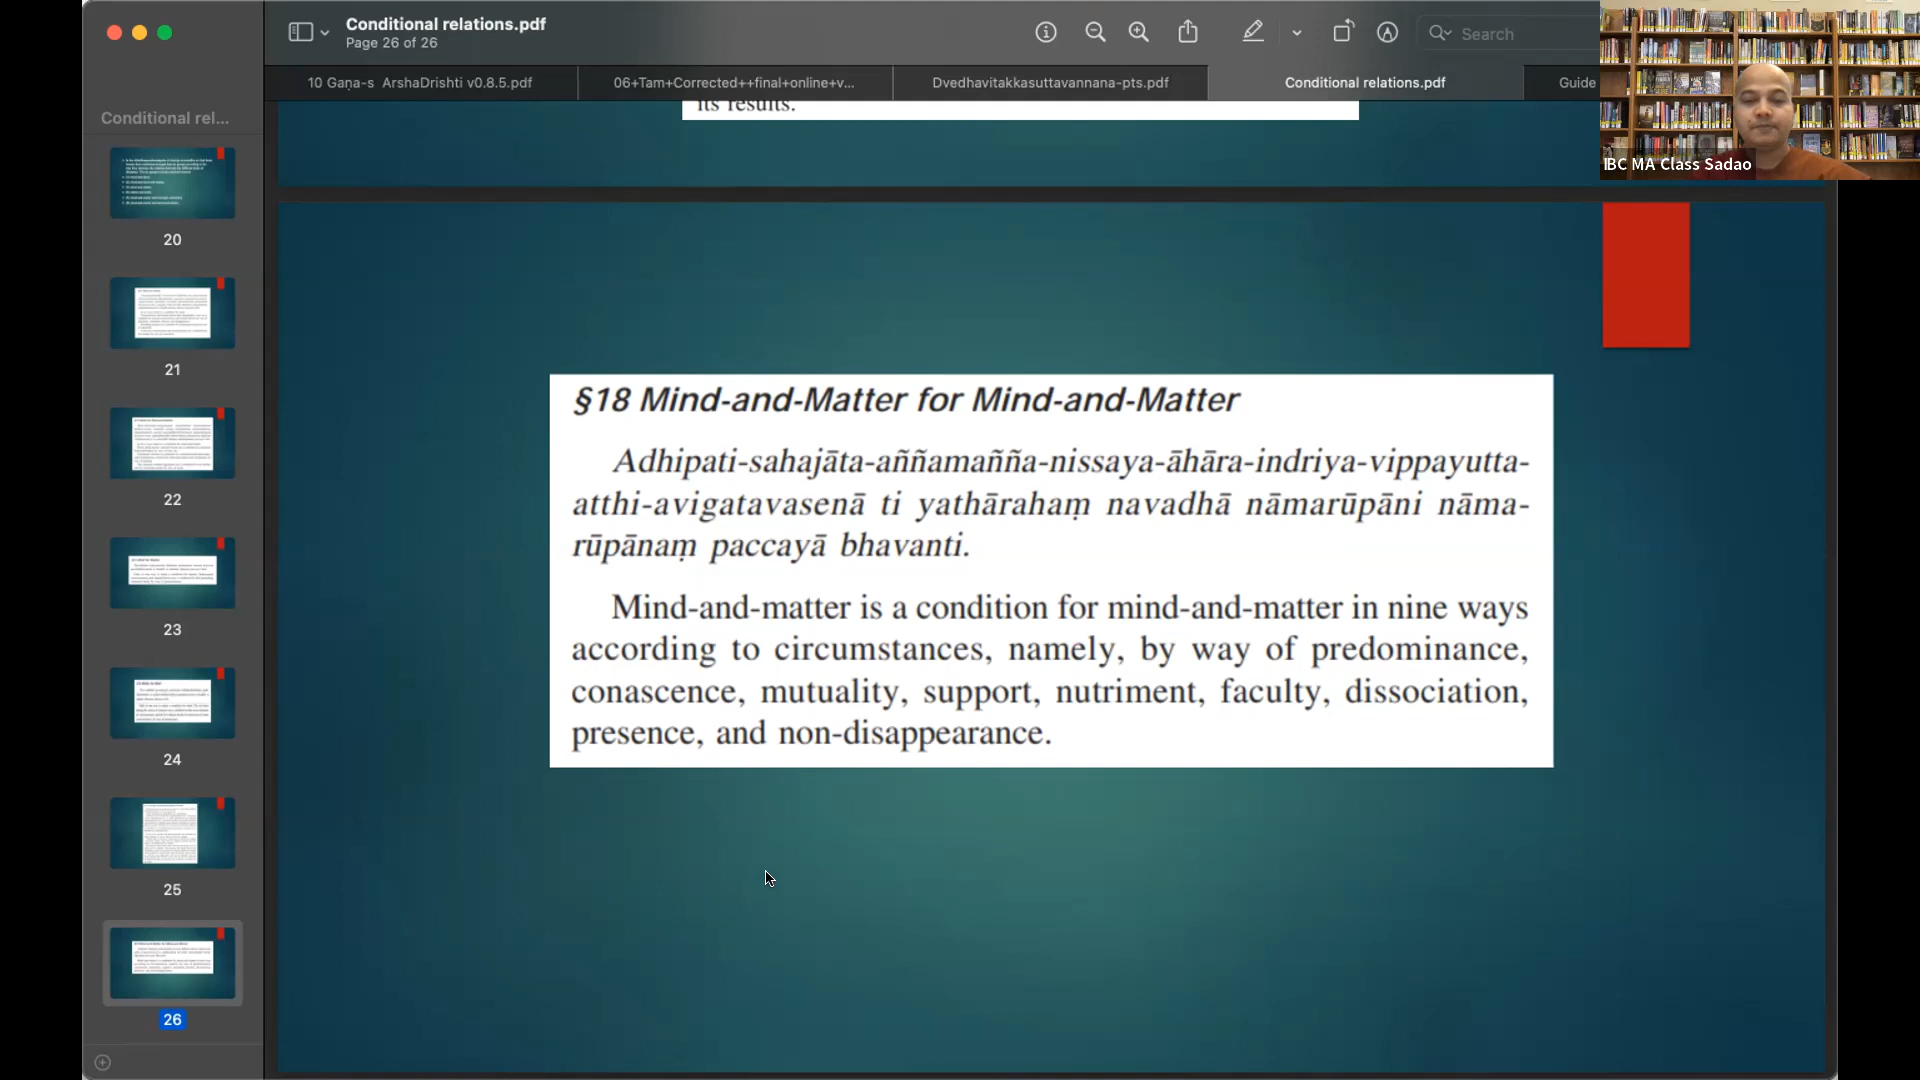 Conditional relations.pdf
Page 26 of 26
Search
10 Gaṇa-s ArshaDrishti v0.8.5.pdf
06+Tam+Corrected++final+online+v...
Dvedhavitakkasuttavannana-pts.pdf
Conditional relations.pdf
Guide
IBC MA Class Sadao
Conditional rel...
20
21
22
23
24
25
26
its results.
§18 Mind-and-Matter for Mind-and-Matter
Adhipati-sahajāta-aññamañña-nissaya-āhāra-indriya-vippayutta-
atthi-avigatavasenā ti yathārahaṃ navadhā nāmarūpāni nāma-
rūpānaṃ paccayā bhavanti.
Mind-and-matter is a condition for mind-and-matter in nine ways
according to circumstances, namely, by way of predominance,
conascence, mutuality, support, nutriment, faculty, dissociation,
presence, and non-disappearance.